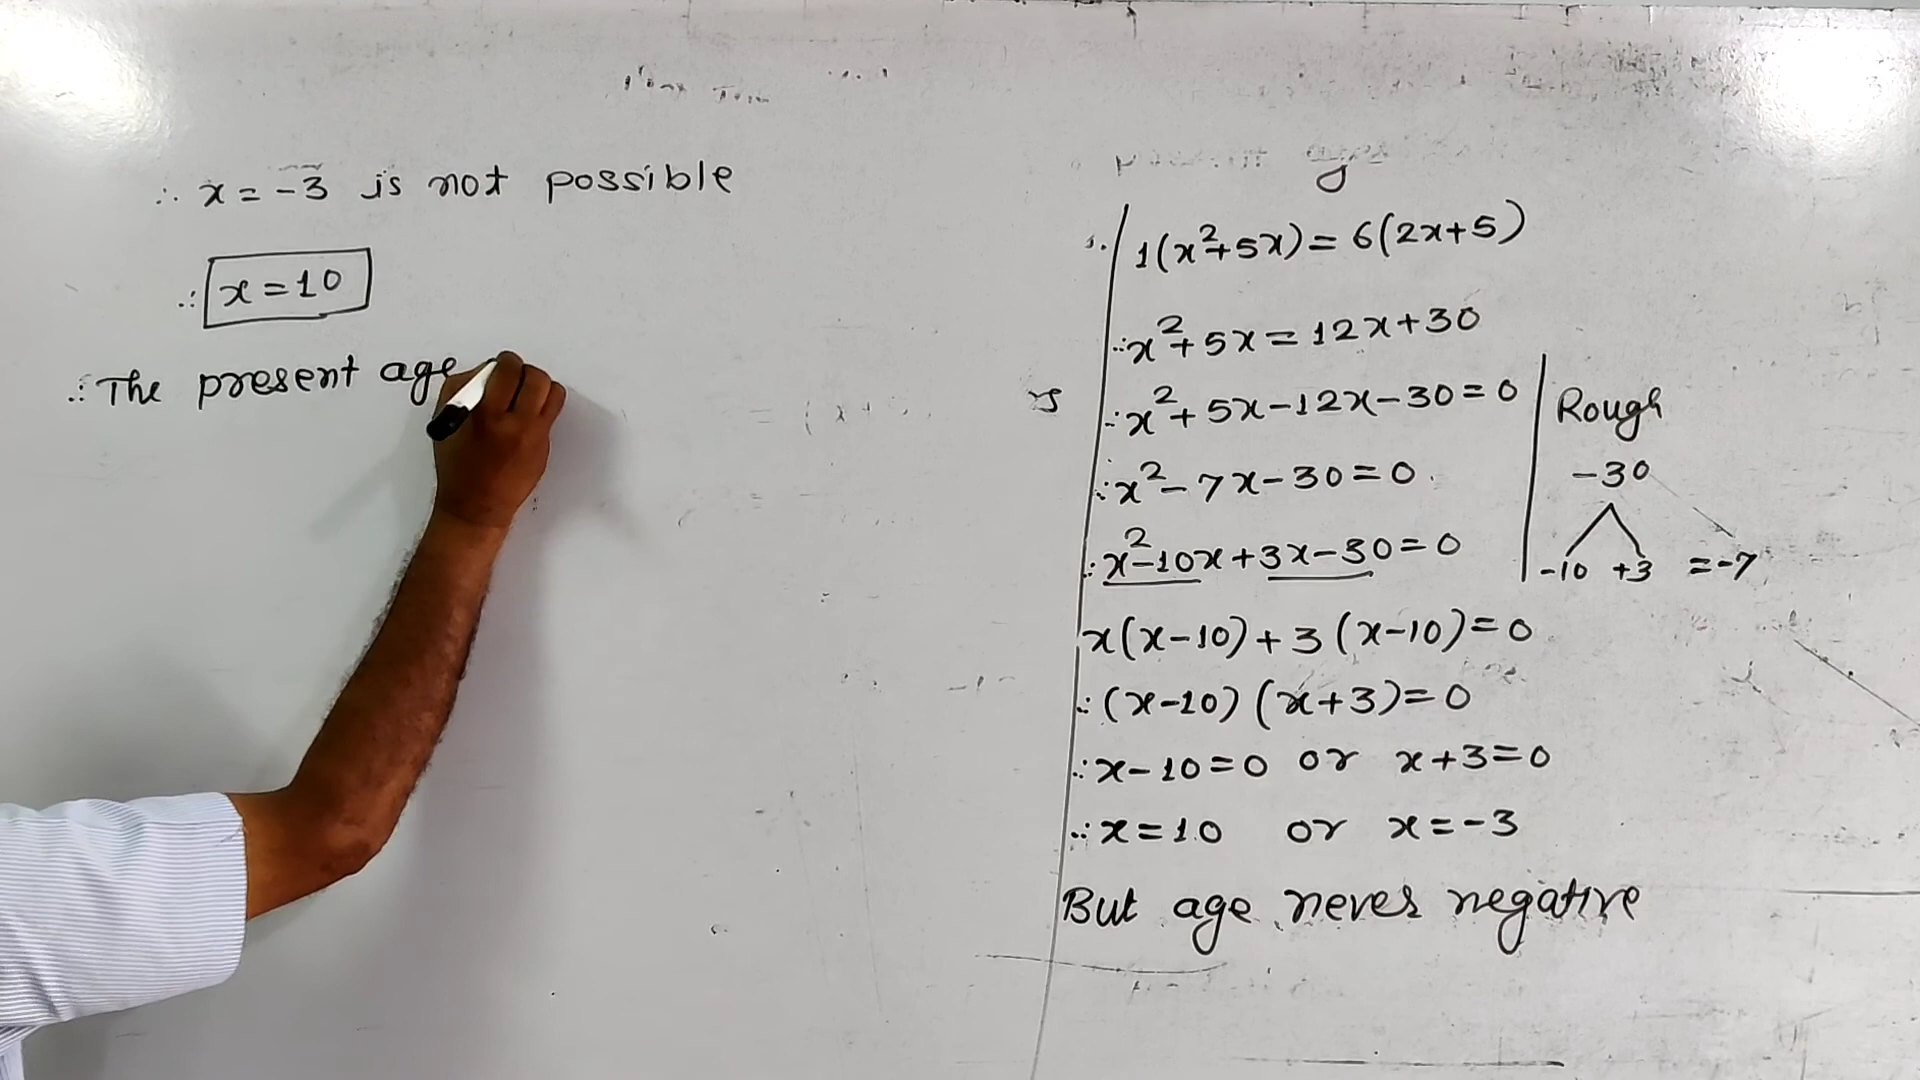 ∴ x = -3 is not possible
∴ x = 10
∴ The present age
1(x²+5x) = 6(2x+5)
∴ x²+5x = 12x+30
∴ x²+5x-12x-30 = 0
∴ x²-7x-30 = 0
∴ x²-10x+3x-30 = 0
x(x-10)+3(x-10) = 0
∴ (x-10)(x+3) = 0
∴ x-10 = 0 or x+3 = 0
∴ x = 10 or x = -3
But age never negative
Rough
-30
-10 +3 = -7